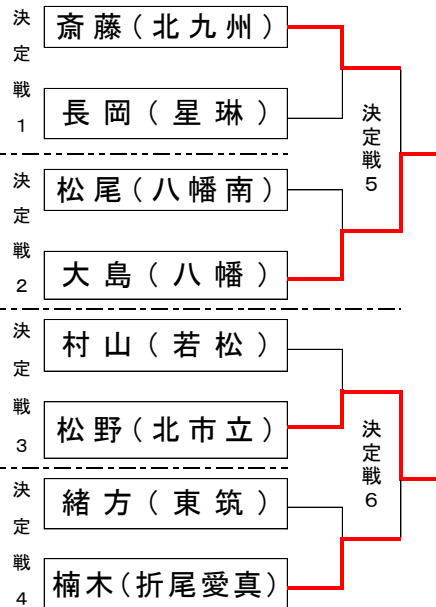 決定戦1
斎藤(北九州)
長岡(星琳)
決定戦2
松尾(八幡南)
大島(八幡)
決定戦5
決定戦3
村山(若松)
松野(北市立)
決定戦4
緒方(東筑)
楠木(折尾愛真)
決定戦6